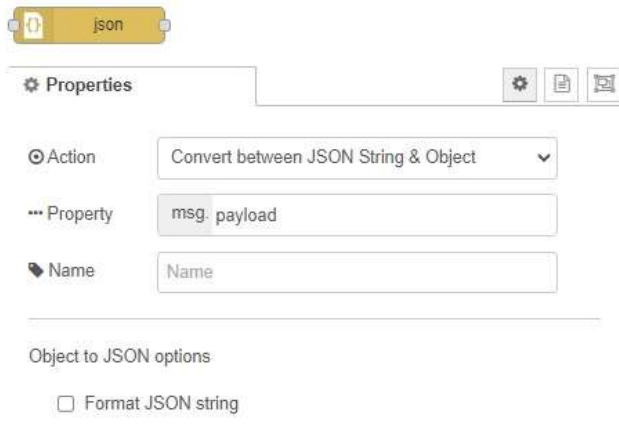 json
Properties
Action Convert between JSON String & Object
Property msg. payload
Name Name
Object to JSON options
Format JSON string